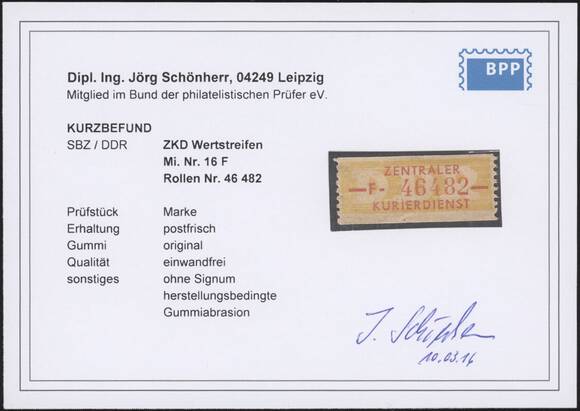 Dipl. Ing. Jörg Schönherr, 04249 Leipzig
Mitglied im Bund der philatelistischen Prüfer eV.
BPP
KURZBEFUND
SBZ / DDR ZKD Wertstreifen
Mi. Nr. 16 F
Rollen Nr. 46 482
ZENTRALER
-F- 46482-
KURIERDIENST
Prüfstück Marke
Erhaltung postfrisch
Gummi original
Qualität einwandfrei
sonstiges ohne Signum
herstellungsbedingte
Gummiabrasion
J. Schönherr
10.03.16